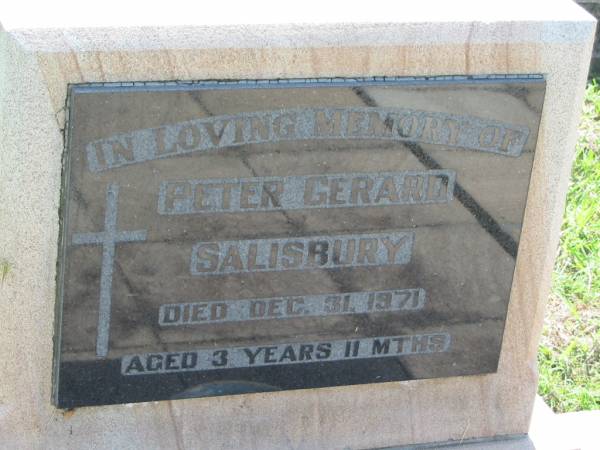 IN LOVING MEMORY OF
PETER GERARD
SALISBURY
DIED DEC. 31, 1971
AGED 3 YEARS 11 MTHS